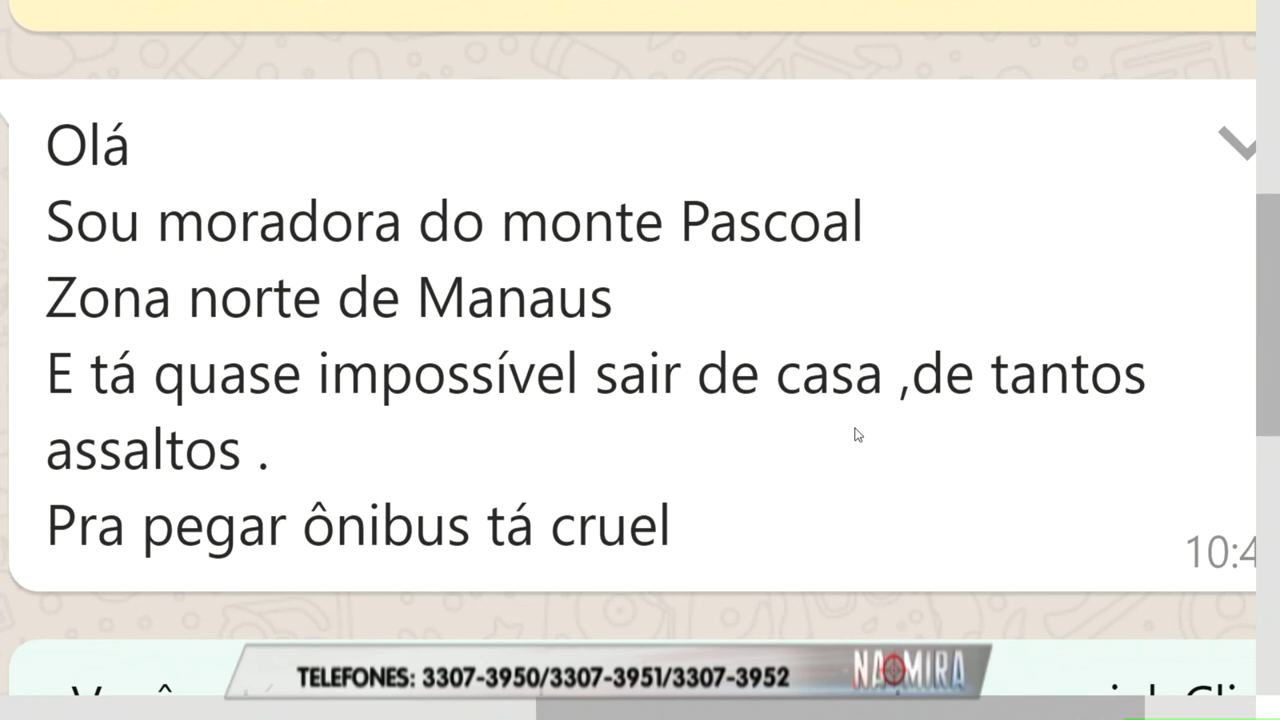 Olá
Sou moradora do monte Pascoal
Zona norte de Manaus
E tá quase impossível sair de casa ,de tantos
assaltos .
Pra pegar ônibus tá cruel
TELEFONES: 3307-3950/3307-3951/3307-3952
NA MIRA